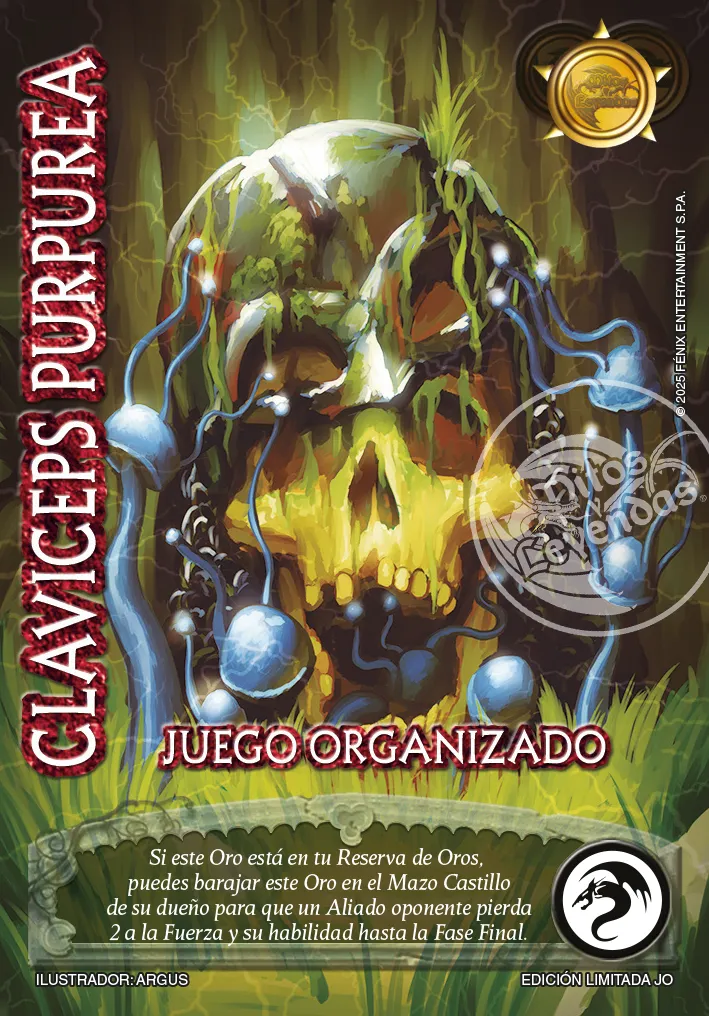 CLAVICEPS PURPUREA
© 2025 FÉNIX ENTERTAINMENT S.P.A.
Mitos
y
Leyendas
®
JUEGO ORGANIZADO
Si este Oro está en tu Reserva de Oros,
puedes barajar este Oro en el Mazo Castillo
de su dueño para que un Aliado oponente pierda
2 a la Fuerza y su habilidad hasta la Fase Final.
ILUSTRADOR: ARGUS
EDICIÓN LIMITADA JO